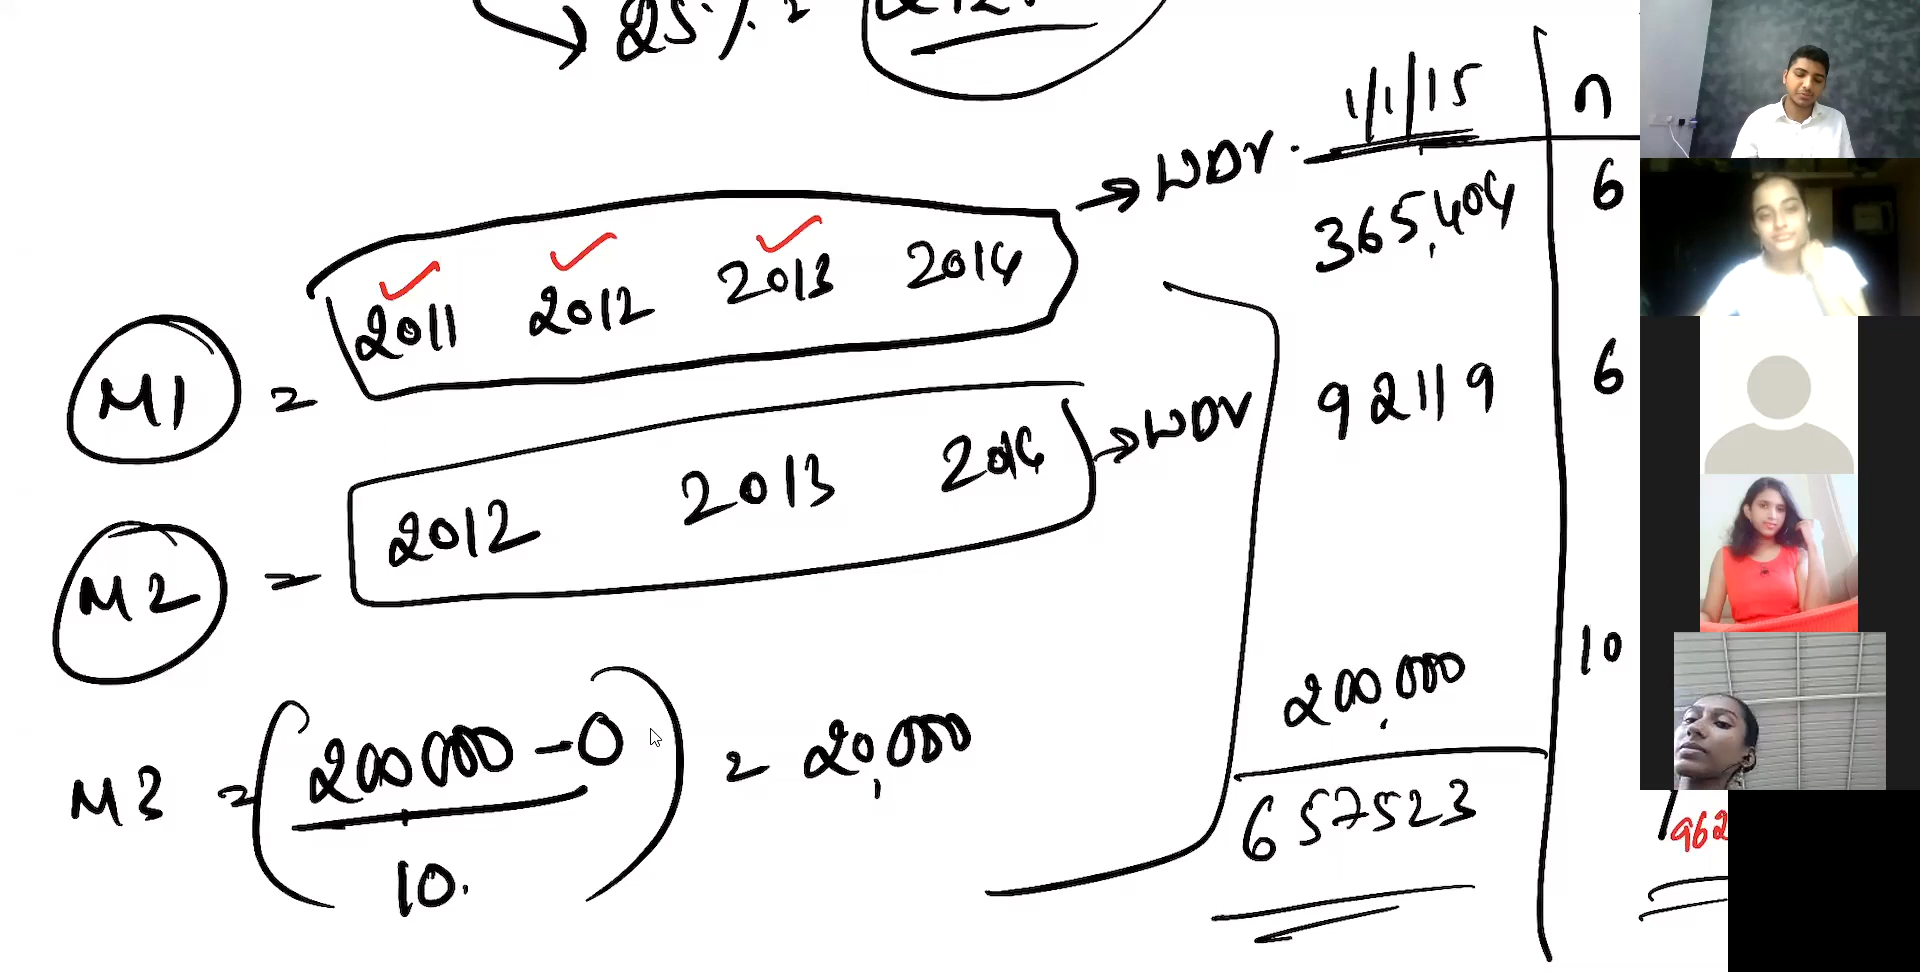 25%
1/1/15 n
→ WDV. 365,404 6
2011 2012 2013 2014
M1 =
→ WDV 92119 6
2012 2013 2014
M2 =
200,000 10
M3 = (200000 - 0 / 10.) = 20,000
657523
962